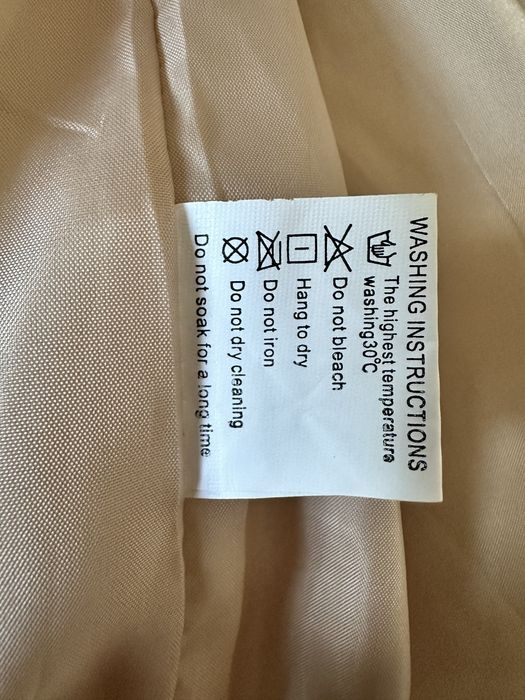 WASHING INSTRUCTIONS
The highest temperature
washing30°C
Do not bleach
Hang to dry
Do not iron
Do not dry cleaning
Do not soak for a long time